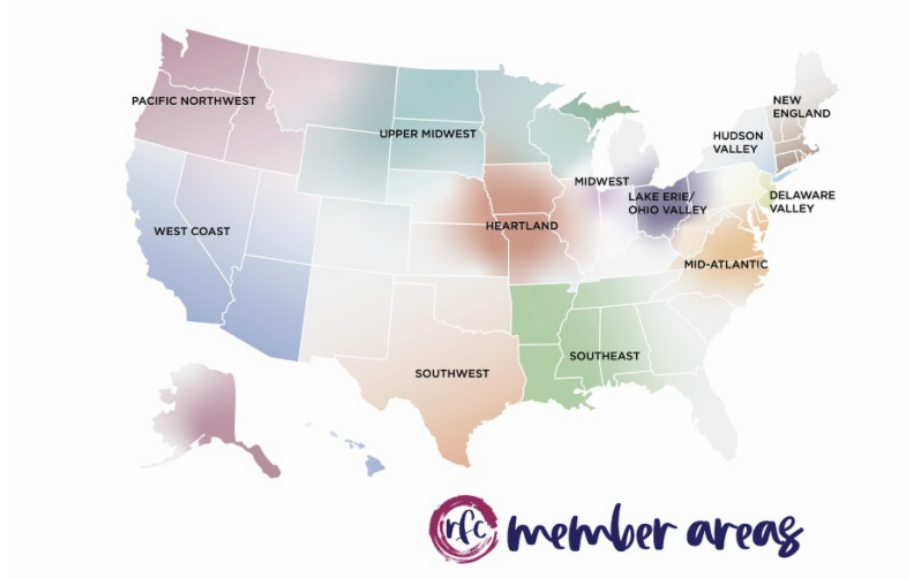 PACIFIC NORTHWEST
UPPER MIDWEST
NEW
ENGLAND
HUDSON
VALLEY
MIDWEST
LAKE ERIE/
OHIO VALLEY
DELAWARE
VALLEY
WEST COAST
HEARTLAND
MID-ATLANTIC
SOUTHEAST
SOUTHWEST
rfc member areas